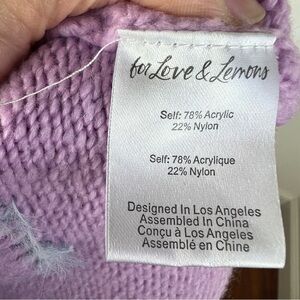 for Love & Lemons
Self: 78% Acrylic
22% Nylon
Self: 78% Acrylique
22% Nylon
Designed In Los Angeles
Assembled In China
Conçu à Los Angeles
Assemblé en Chine